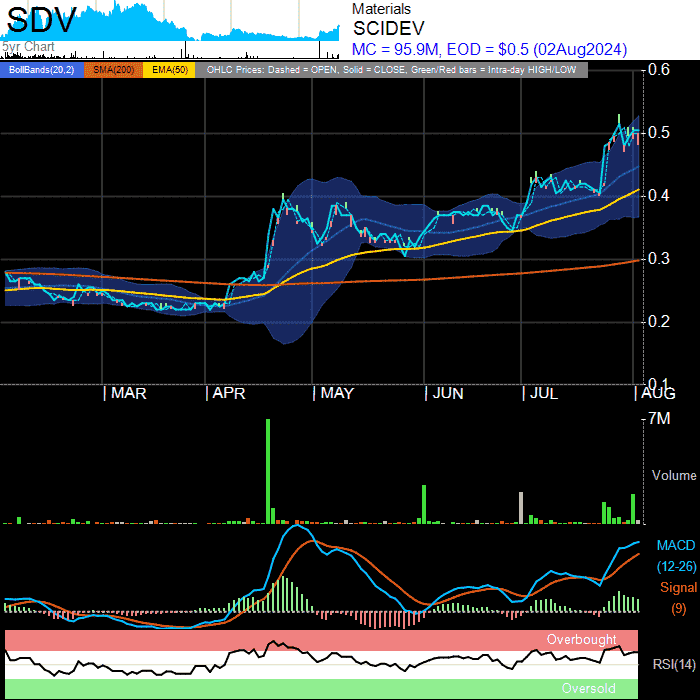 SDV
5yr Chart
Materials
SCIDEV
MC = 95.9M, EOD = $0.5 (02Aug2024)
BollBands(20,2) SMA(200) EMA(50) OHLC Prices: Dashed = OPEN, Solid = CLOSE, Green/Red bars = Intra-day HIGH/LOW
0.6
0.5
0.4
0.3
0.2
0.1
MAR APR MAY JUN JUL AUG
7M
Volume
MACD
(12-26)
Signal
(9)
Overbought
RSI(14)
Oversold